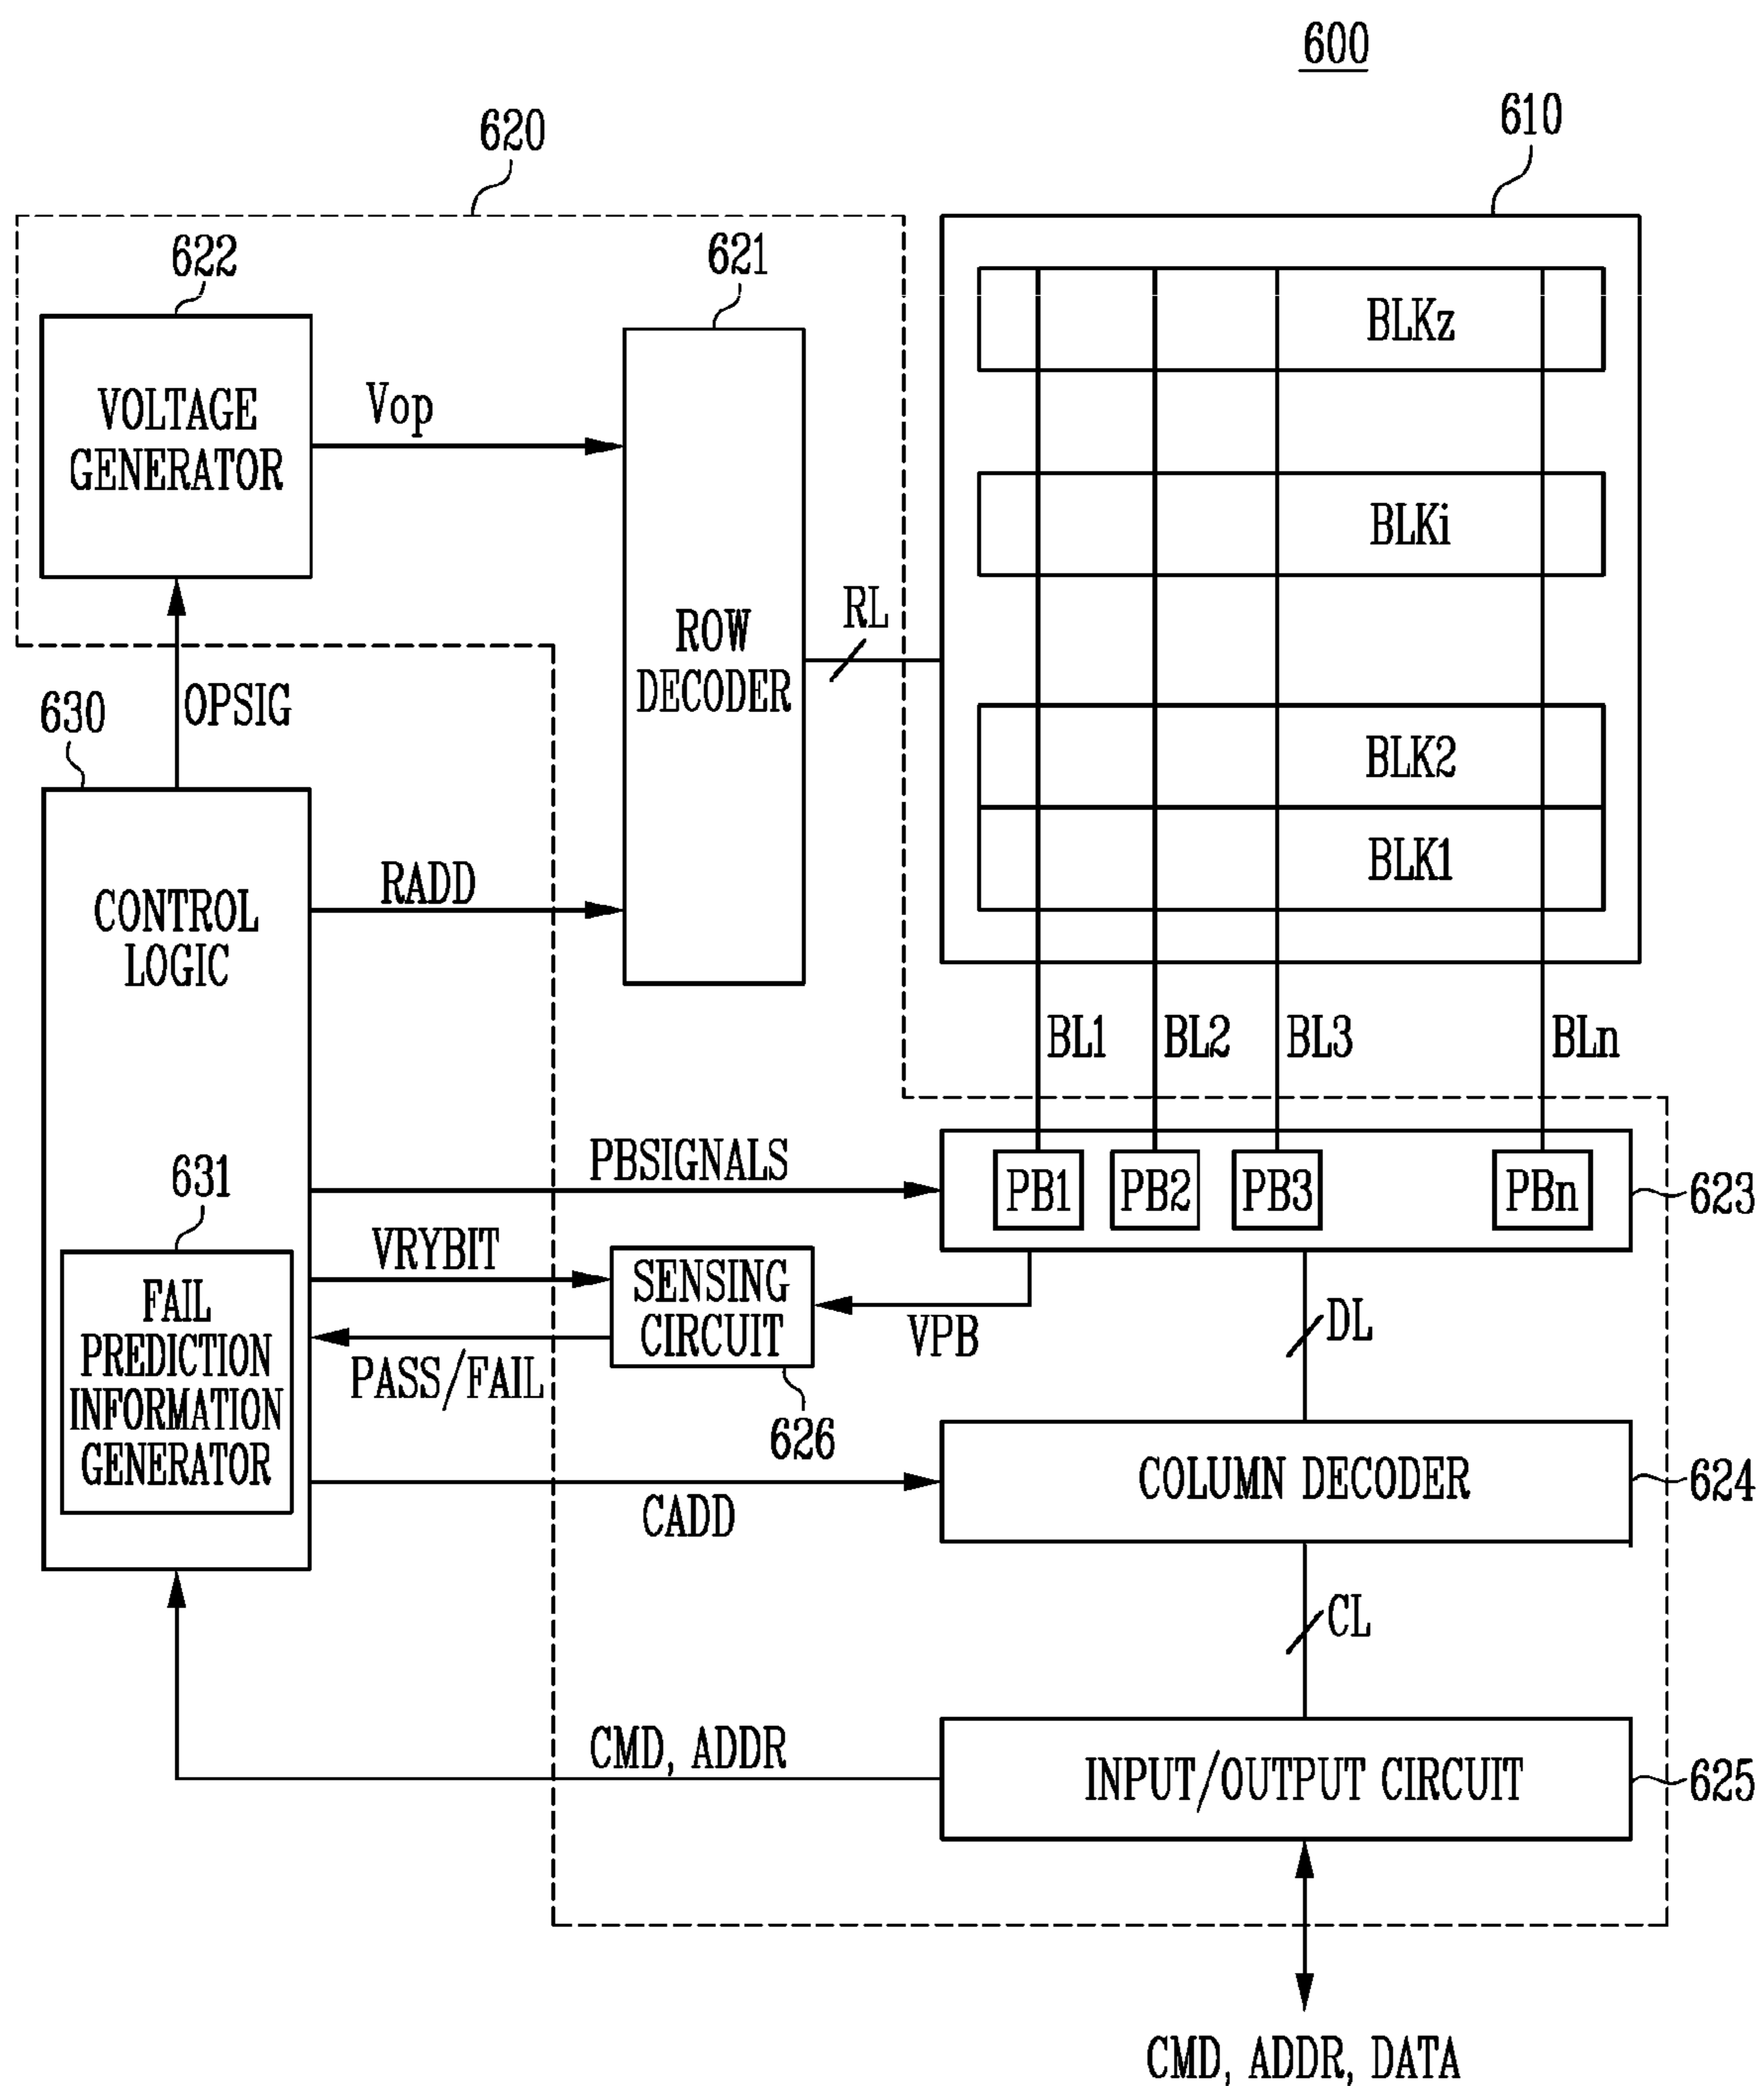 600
610
620
622
621
VOLTAGE
GENERATOR
Vop
ROW
DECODER
RL
BLKz
BLKi
BLK2
BLK1
630
OPSIG
CONTROL
LOGIC
RADD
BL1
BL2
BL3
BLn
PBSIGNALS
PB1
PB2
PB3
PBn
623
631
FAIL
PREDICTION
INFORMATION
GENERATOR
VRYBIT
SENSING
CIRCUIT
VPB
PASS/FAIL
626
DL
COLUMN DECODER
624
CADD
CL
CMD, ADDR
INPUT/OUTPUT CIRCUIT
625
CMD, ADDR, DATA